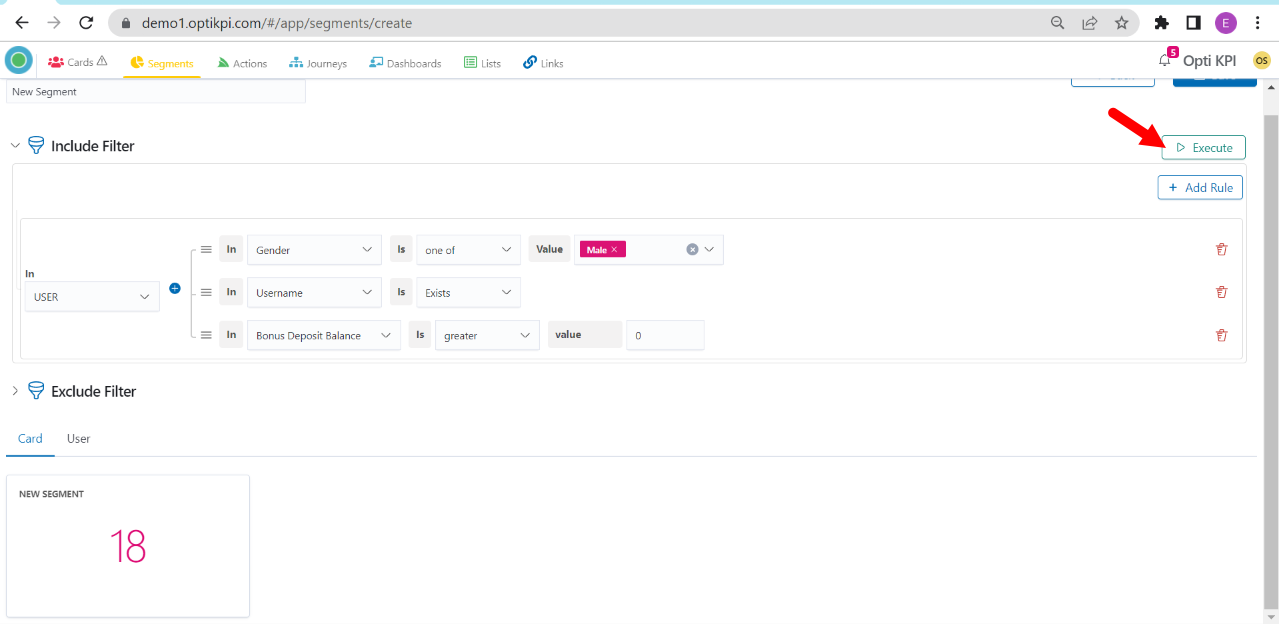 demo1.optikpi.com/#/app/segments/create
E
Cards Segments Actions Journeys Dashboards Lists Links 5 Opti KPI OS
New Segment
Include Filter Execute
+ Add Rule
In Gender Is one of Value Male ×
In
USER
In Username Is Exists
In Bonus Deposit Balance Is greater value 0
Exclude Filter
Card User
NEW SEGMENT
18